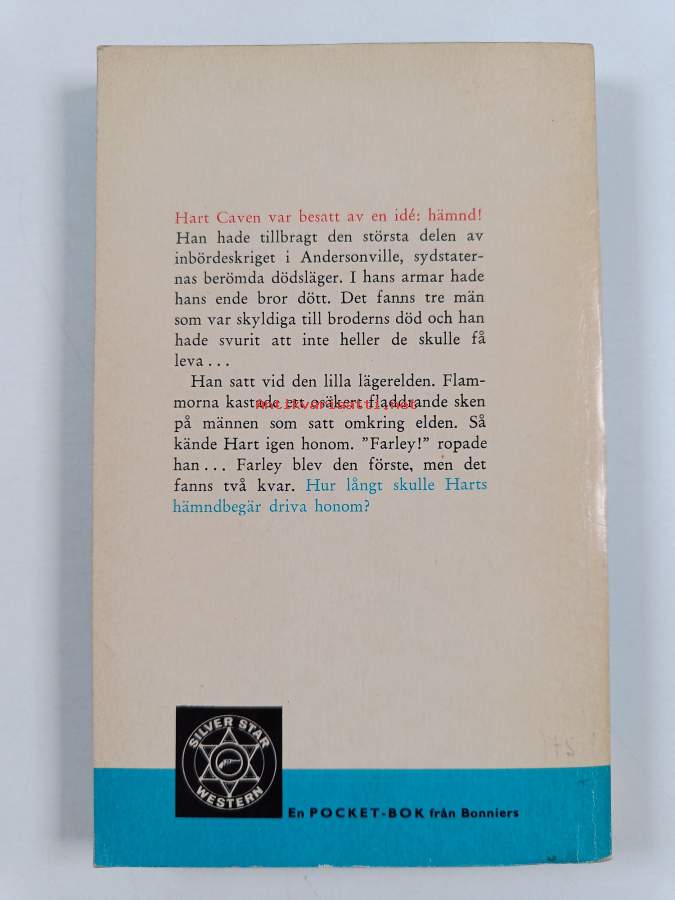 Hart Caven var besatt av en idé: hämnd!
Han hade tillbragt den största delen av
inbördeskriget i Andersonville, sydstater-
nas berömda dödsläger. I hans armar hade
hans ende bror dött. Det fanns tre män
som var skyldiga till broderns död och han
hade svurit att inte heller de skulle få
leva...
Han satt vid den lilla lägerelden. Flam-
morna kastade ett osäkert fladdrande sken
Antikvariaatti.net
på männen som satt omkring elden. Så
kände Hart igen honom. ”Farley!” ropade
han... Farley blev den förste, men det
fanns två kvar. Hur långt skulle Harts
hämndbegär driva honom?
SILVER STAR
WESTERN
En POCKET-BOK från Bonniers